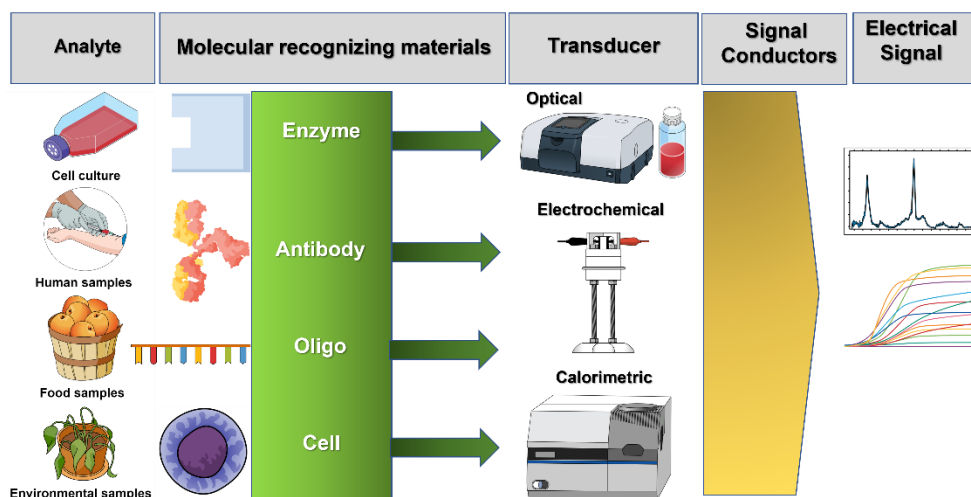 Analyte
Molecular recognizing materials
Transducer
Signal
Conductors
Electrical
Signal
Cell culture
Human samples
Food samples
Environmental samples
Enzyme
Antibody
Oligo
Cell
Optical
Electrochemical
Calorimetric